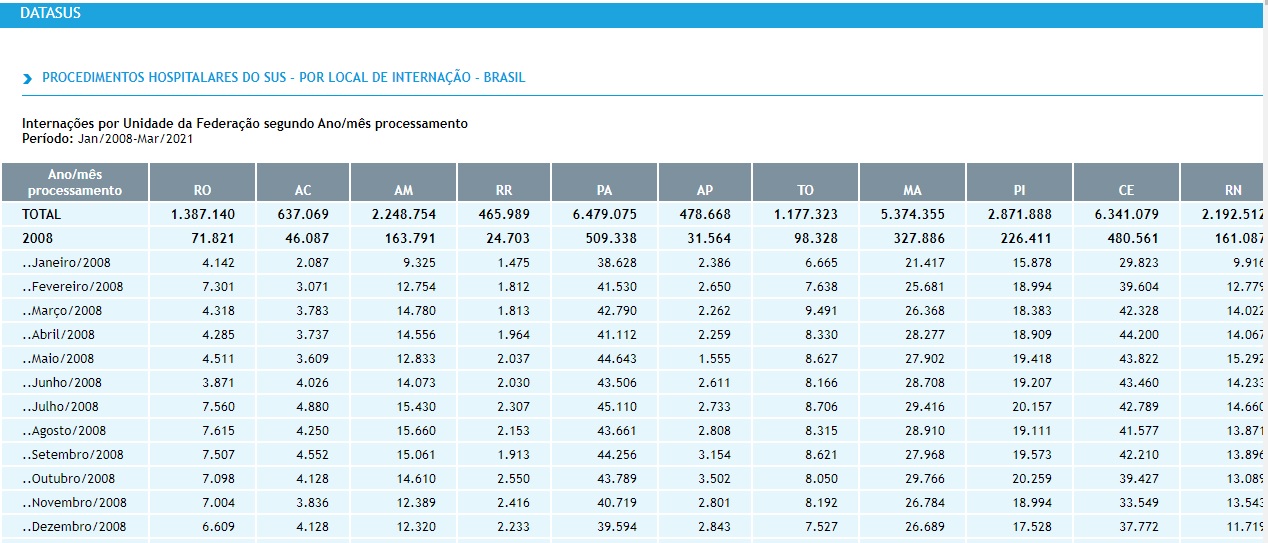 DATASUS
PROCEDIMENTOS HOSPITALARES DO SUS - POR LOCAL DE INTERNAÇÃO - BRASIL
Internações por Unidade da Federação segundo Ano/mês processamento
Período: Jan/2008-Mar/2021
Ano/mês
processamento RO AC AM RR PA AP TO MA PI CE RN
TOTAL 1.387.140 637.069 2.248.754 465.989 6.479.075 478.668 1.177.323 5.374.355 2.871.888 6.341.079 2.192.512
2008 71.821 46.087 163.791 24.703 509.338 31.564 98.328 327.886 226.411 480.561 161.087
..Janeiro/2008 4.142 2.087 9.325 1.475 38.628 2.386 6.665 21.417 15.878 29.823 9.916
..Fevereiro/2008 7.301 3.071 12.754 1.812 41.530 2.650 7.638 25.681 18.994 39.604 12.779
..Março/2008 4.318 3.783 14.780 1.813 42.790 2.262 9.491 26.368 18.383 42.328 14.022
..Abril/2008 4.285 3.737 14.556 1.964 41.112 2.259 8.330 28.277 18.909 44.200 14.067
..Maio/2008 4.511 3.609 12.833 2.037 44.643 1.555 8.627 27.902 19.418 43.822 15.292
..Junho/2008 3.871 4.026 14.073 2.030 43.506 2.611 8.166 28.708 19.207 43.460 14.233
..Julho/2008 7.560 4.880 15.430 2.307 45.110 2.733 8.706 29.416 20.157 42.789 14.660
..Agosto/2008 7.615 4.250 15.660 2.153 43.661 2.808 8.315 28.910 19.111 41.577 13.871
..Setembro/2008 7.507 4.552 15.061 1.913 44.256 3.154 8.621 27.968 19.573 42.210 13.896
..Outubro/2008 7.098 4.128 14.610 2.550 43.789 3.502 8.050 29.766 20.259 39.427 13.089
..Novembro/2008 7.004 3.836 12.389 2.416 40.719 2.801 8.192 26.784 18.994 33.549 13.543
..Dezembro/2008 6.609 4.128 12.320 2.233 39.594 2.843 7.527 26.689 17.528 37.772 11.719